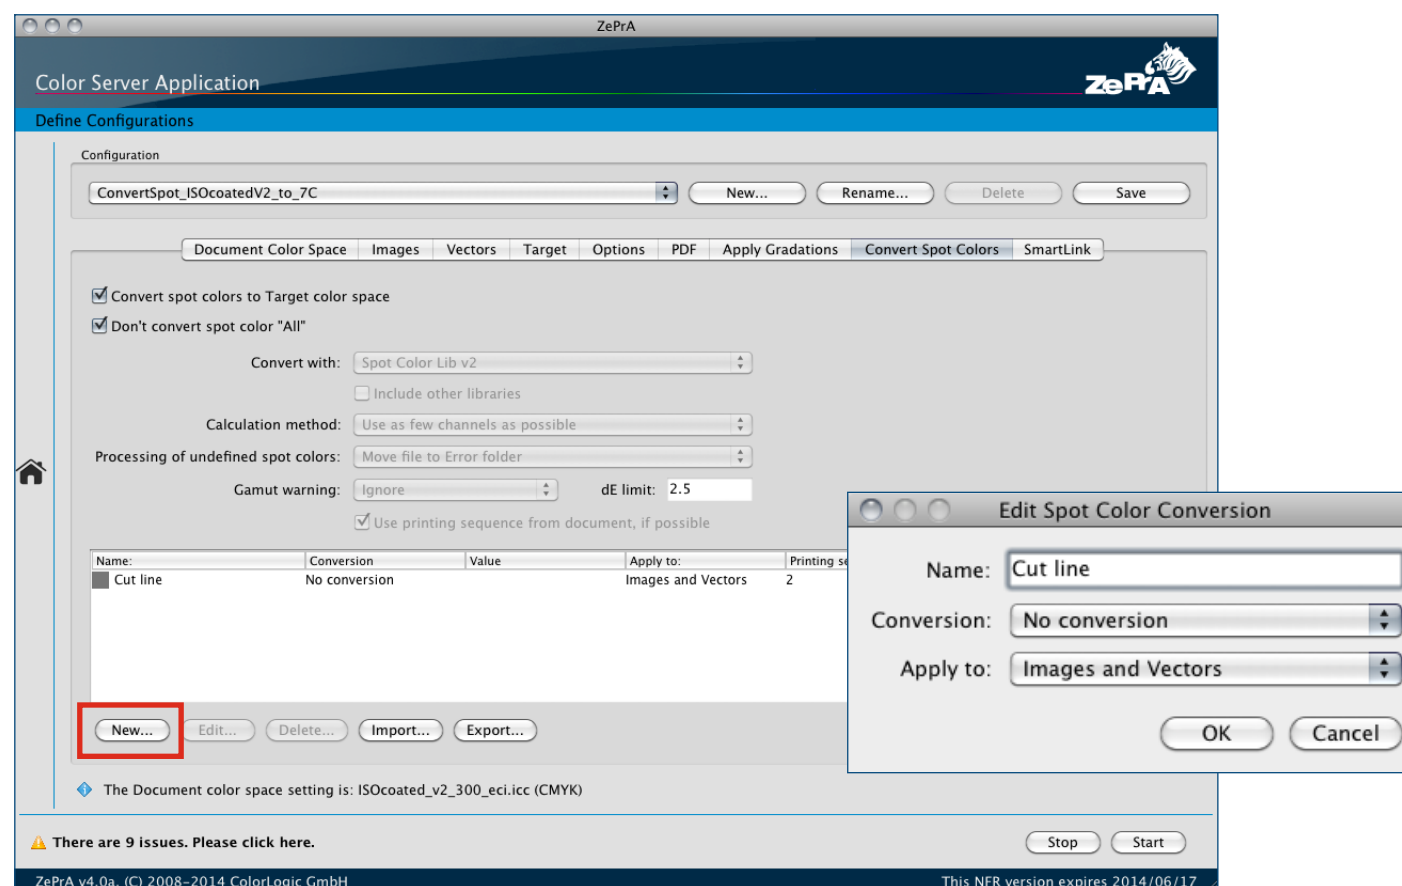 ZePrA
Color Server Application
ZePrA
Define Configurations
Configuration
ConvertSpot_ISOcoatedV2_to_7C New... Rename... Delete Save
Document Color Space Images Vectors Target Options PDF Apply Gradations Convert Spot Colors SmartLink
Convert spot colors to Target color space
Don't convert spot color "All"
Convert with: Spot Color Lib v2
Include other libraries
Calculation method: Use as few channels as possible
Processing of undefined spot colors: Move file to Error folder
Gamut warning: Ignore dE limit: 2.5
Use printing sequence from document, if possible
Name: Conversion Value Apply to: Printing se
Cut line No conversion Images and Vectors 2
New... Edit... Delete... Import... Export...
Edit Spot Color Conversion
Name: Cut line
Conversion: No conversion
Apply to: Images and Vectors
OK Cancel
The Document color space setting is: ISOcoated_v2_300_eci.icc (CMYK)
There are 9 issues. Please click here. Stop Start
ZePrA v4.0a, (C) 2008-2014 ColorLogic GmbH This NFR version expires 2014/06/17